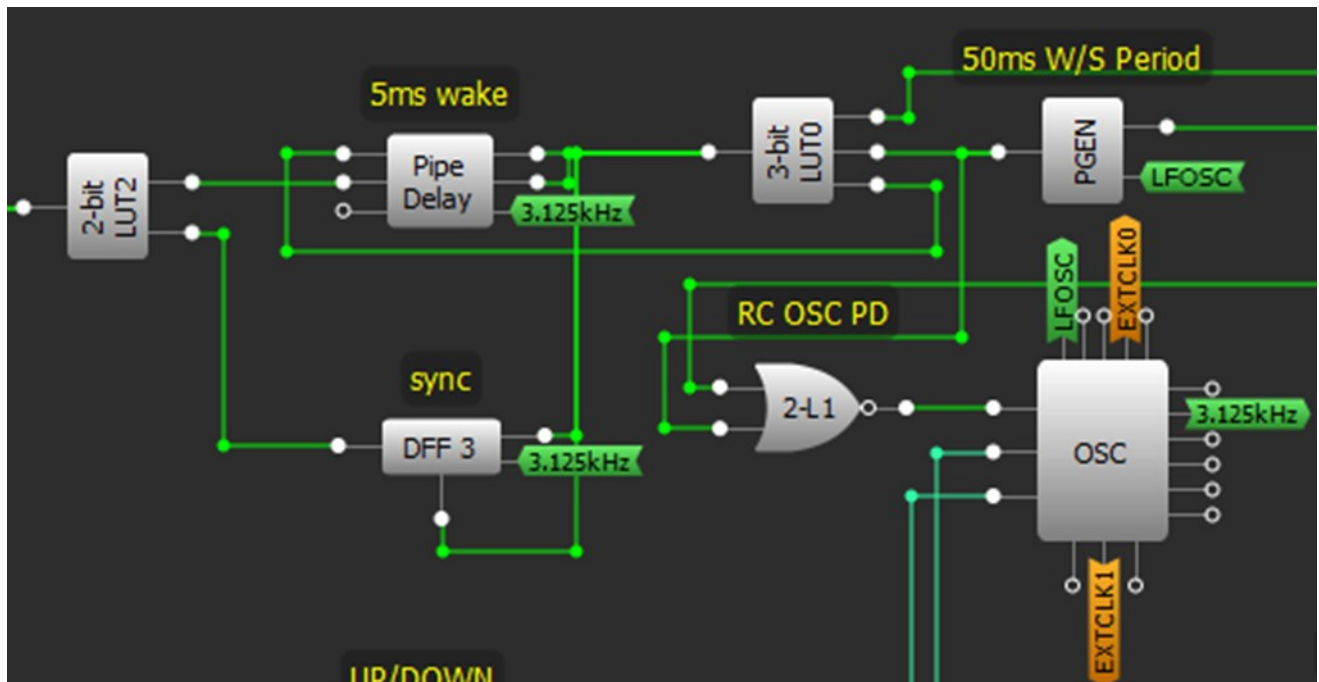 50ms W/S Period
5ms wake
2-bit
LUT2
Pipe
Delay
3.125kHz
3-bit
LUT0
PGEN
LFOSC
LFOSC
EXTCLK0
RC OSC PD
sync
DFF 3
3.125kHz
2-L1
OSC
3.125kHz
EXTCLK1
UP/DOWN